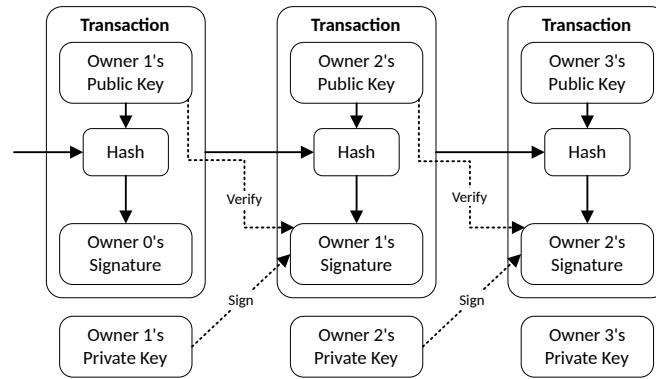 Transaction
Owner 1's
Public Key
Hash
Owner 0's
Signature
Transaction
Owner 2's
Public Key
Hash
Verify
Owner 1's
Signature
Transaction
Owner 3's
Public Key
Hash
Verify
Owner 2's
Signature
Sign
Sign
Owner 1's
Private Key
Owner 2's
Private Key
Owner 3's
Private Key